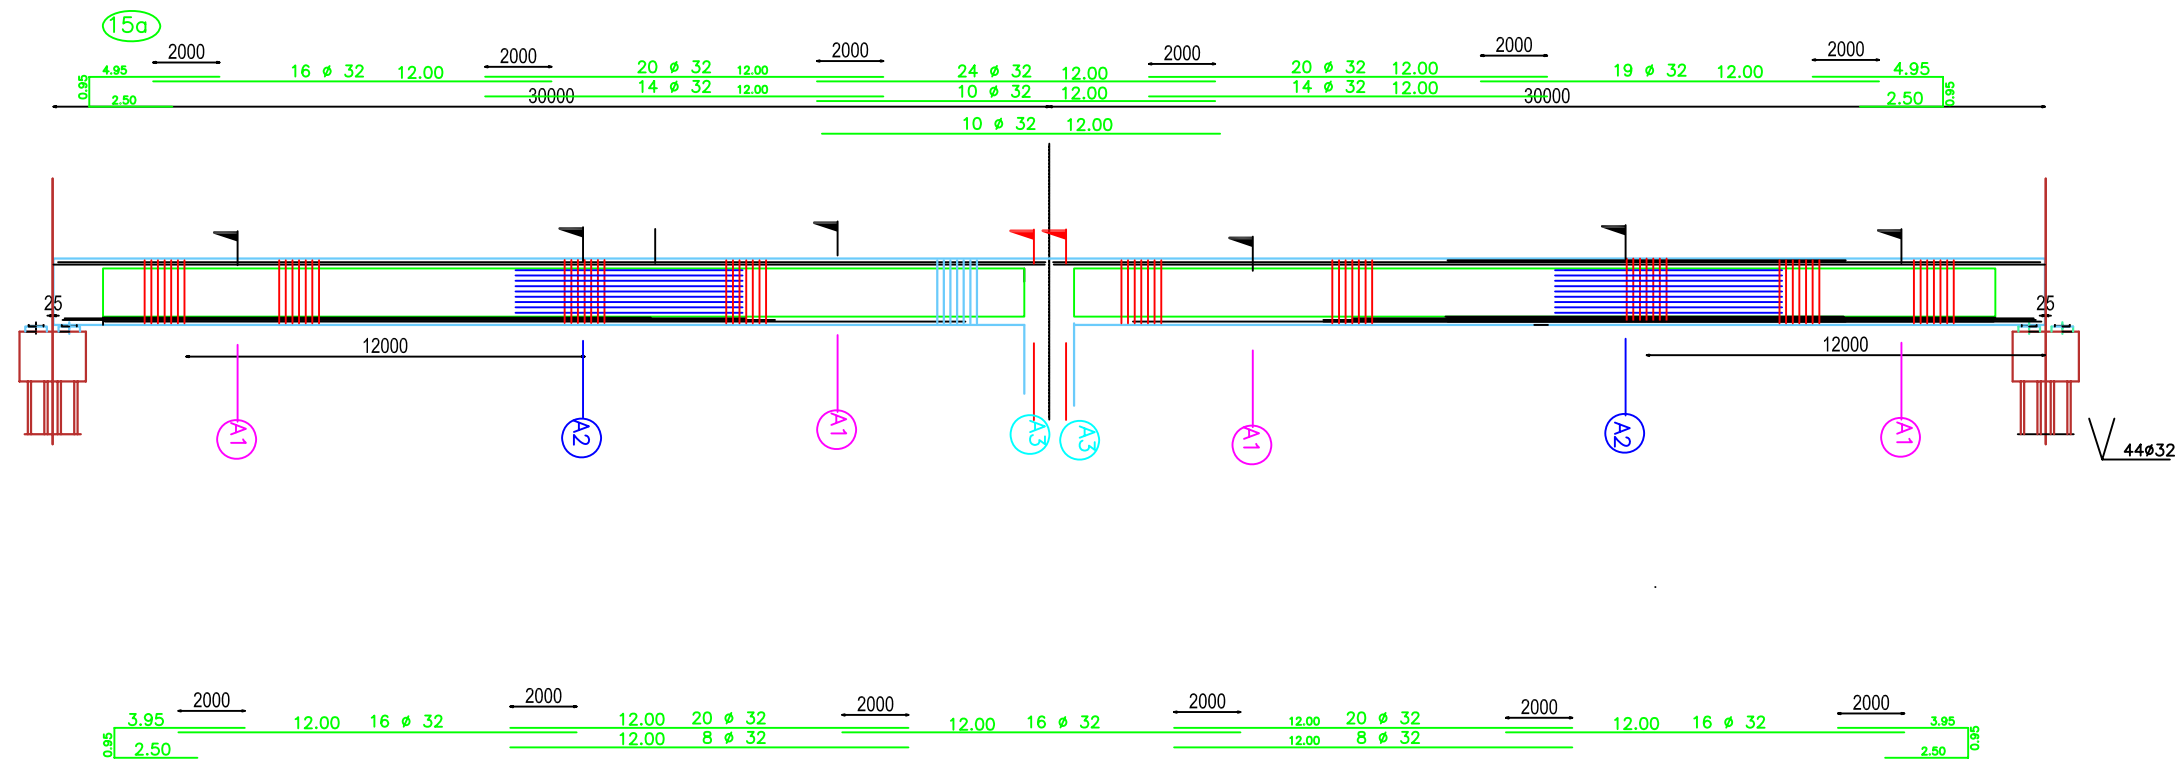 15a
2000 2000 2000 2000 2000 2000
4.95 16 ø 32 12.00 20 ø 32 12.00 24 ø 32 12.00 20 ø 32 12.00 19 ø 32 12.00 4.95
0.95 14 ø 32 12.00 10 ø 32 12.00 14 ø 32 12.00 0.95
2.50 30000 30000 2.50
10 ø 32 12.00
25 25
12000 12000
A1 A2 A1 A3 A3 A1 A2 A1
44ø32
2000 2000 2000 2000 2000 2000
3.95 12.00 16 ø 32 12.00 20 ø 32 12.00 16 ø 32 12.00 20 ø 32 12.00 16 ø 32 3.95
0.95 12.00 8 ø 32 12.00 8 ø 32 0.95
2.50 2.50